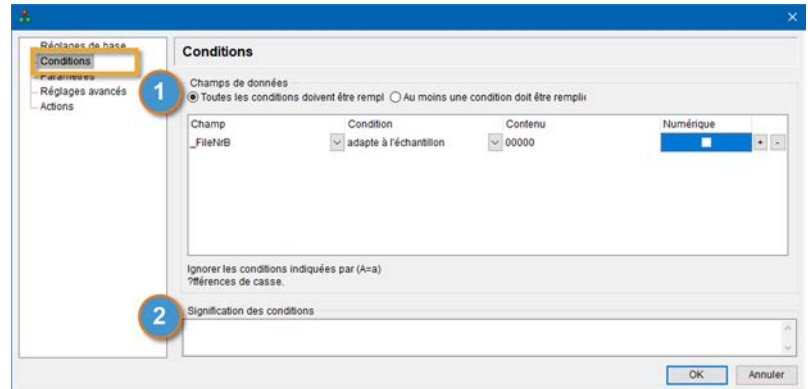 Réglages de base
Conditions
Paramètres
Réglages avancés
Actions
Conditions
1
Champs de données
Toutes les conditions doivent être rempl Au moins une condition doit être remplie
Champ Condition Contenu Numérique
_FileNrB adapte à l'échantillon 00000 + -
Ignorer les conditions indiquées par (A=a)
?fférences de casse.
2
Signification des conditions
OK Annuler